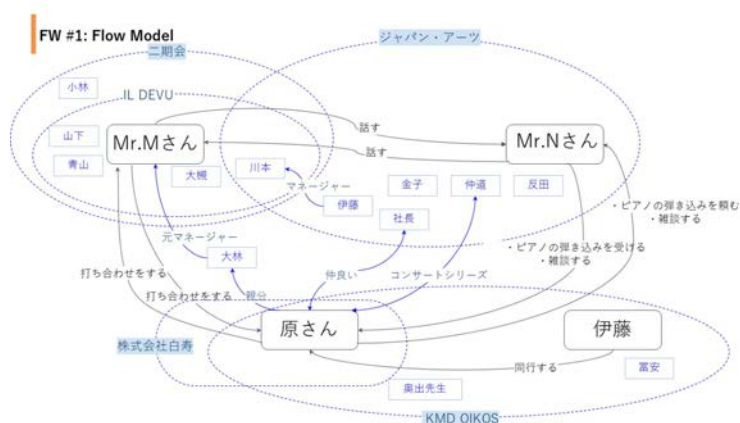 FW #1: Flow Model
二期会
ジャパン・アーツ
小林
IL DEVU
山下
Mr.Mさん
話す
Mr.Nさん
青山
話す
大槻
川本
マネージャー
金子
仲道
反田
伊藤
社長
・ピアノの弾き込みを頼む
・雑談する
元マネージャー
・ピアノの弾き込みを受ける
・雑談する
大林
仲良い
コンサートシリーズ
打ち合わせをする
打ち合わせをする
親分
原さん
伊藤
株式会社白寿
同行する
冨安
奥出先生
KMD OIKOS